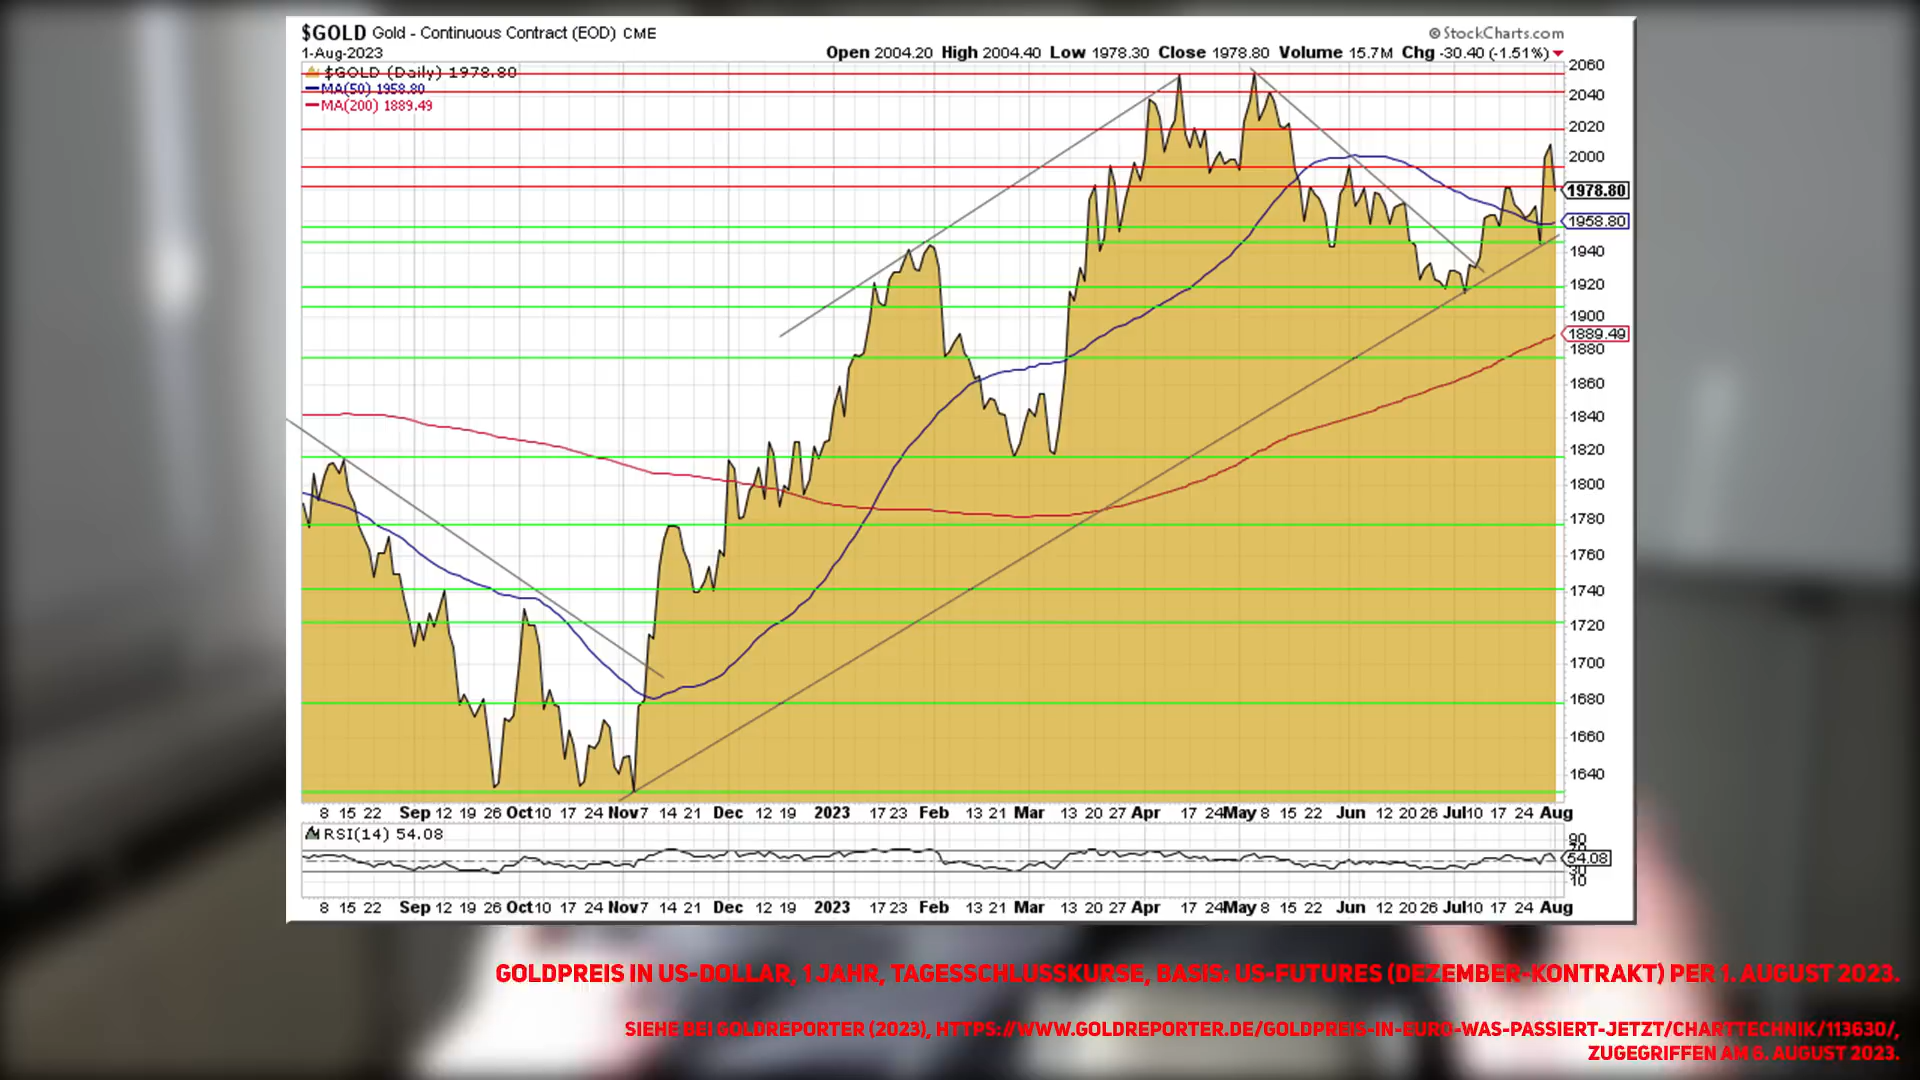 $GOLD Gold - Continuous Contract (EOD) CME
© StockCharts.com
1-Aug-2023
Open 2004.20 High 2004.40 Low 1978.30 Close 1978.80 Volume 15.7M Chg -30.40 (-1.51%)
$GOLD (Daily) 1978.80
MA(50) 1958.80
MA(200) 1889.49
2060
2040
2020
2000
1978.80
1958.80
1940
1920
1900
1889.49
1880
1860
1840
1820
1800
1780
1760
1740
1720
1700
1680
1660
1640
8 15 22 Sep 12 19 26 Oct 10 17 24 Nov 7 14 21 Dec 12 19 2023 17 23 Feb 13 21 Mar 13 20 27 Apr 17 24 May 8 15 22 Jun 12 20 26 Jul 10 17 24 Aug
RSI(14) 54.08
90
70
54.08
30
10
8 15 22 Sep 12 19 26 Oct 10 17 24 Nov 7 14 21 Dec 12 19 2023 17 23 Feb 13 21 Mar 13 20 27 Apr 17 24 May 8 15 22 Jun 12 20 26 Jul 10 17 24 Aug
GOLDPREIS IN US-DOLLAR, 1 JAHR, TAGESSCHLUSSKURSE, BASIS: US-FUTURES (DEZEMBER-KONTRAKT) PER 1. AUGUST 2023.
SIEHE BEI GOLDREPORTER (2023), HTTPS://WWW.GOLDREPORTER.DE/GOLDPREIS-IN-EURO-WAS-PASSIERT-JETZT/CHARTTECHNIK/113630/,
ZUGEGRIFFEN AM 6. AUGUST 2023.